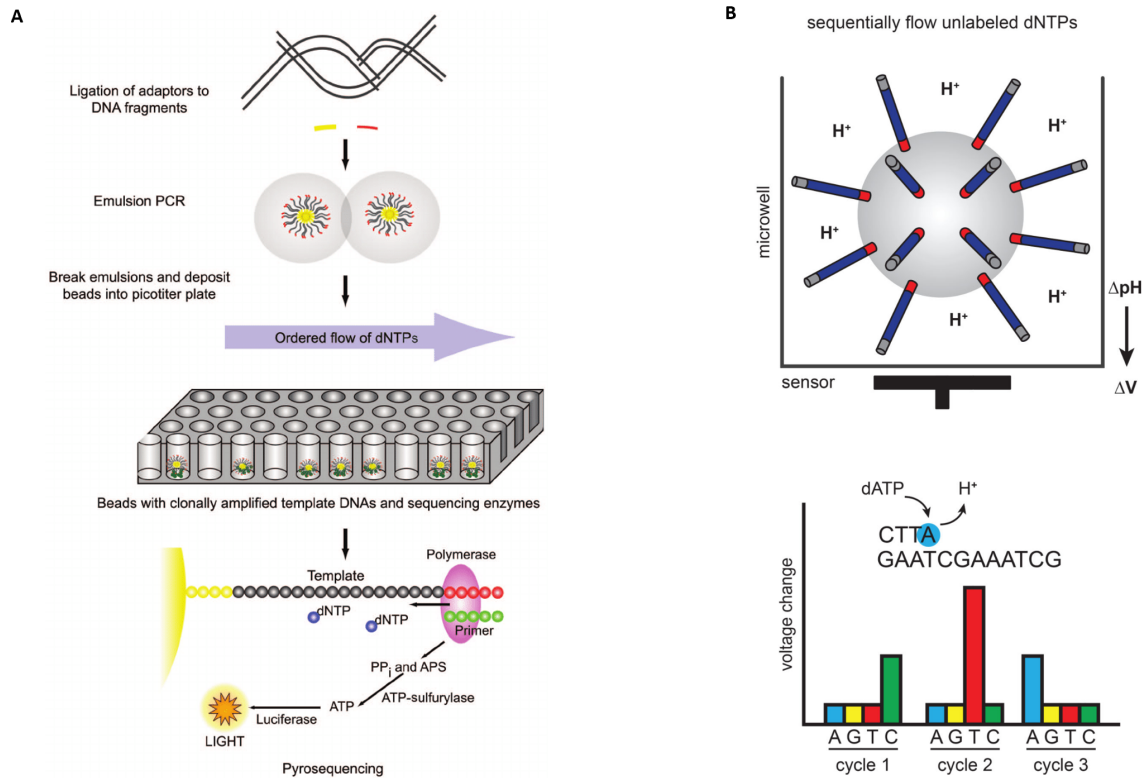 A
Ligation of adaptors to
DNA fragments
Emulsion PCR
Break emulsions and deposit
beads into picotiter plate
Ordered flow of dNTPs
Beads with clonally amplified template DNAs and sequencing enzymes
Polymerase
Template
dNTP
dNTP
Primer
PPi and APS
ATP-sulfurylase
ATP
Luciferase
LIGHT
Pyrosequencing
B
sequentially flow unlabeled dNTPs
H+
H+
H+
H+
H+
H+
H+
microwell
ΔpH
ΔV
sensor
dATP
H+
CTTA
GAATCGAAATCG
voltage change
A G T C
A G T C
A G T C
cycle 1
cycle 2
cycle 3